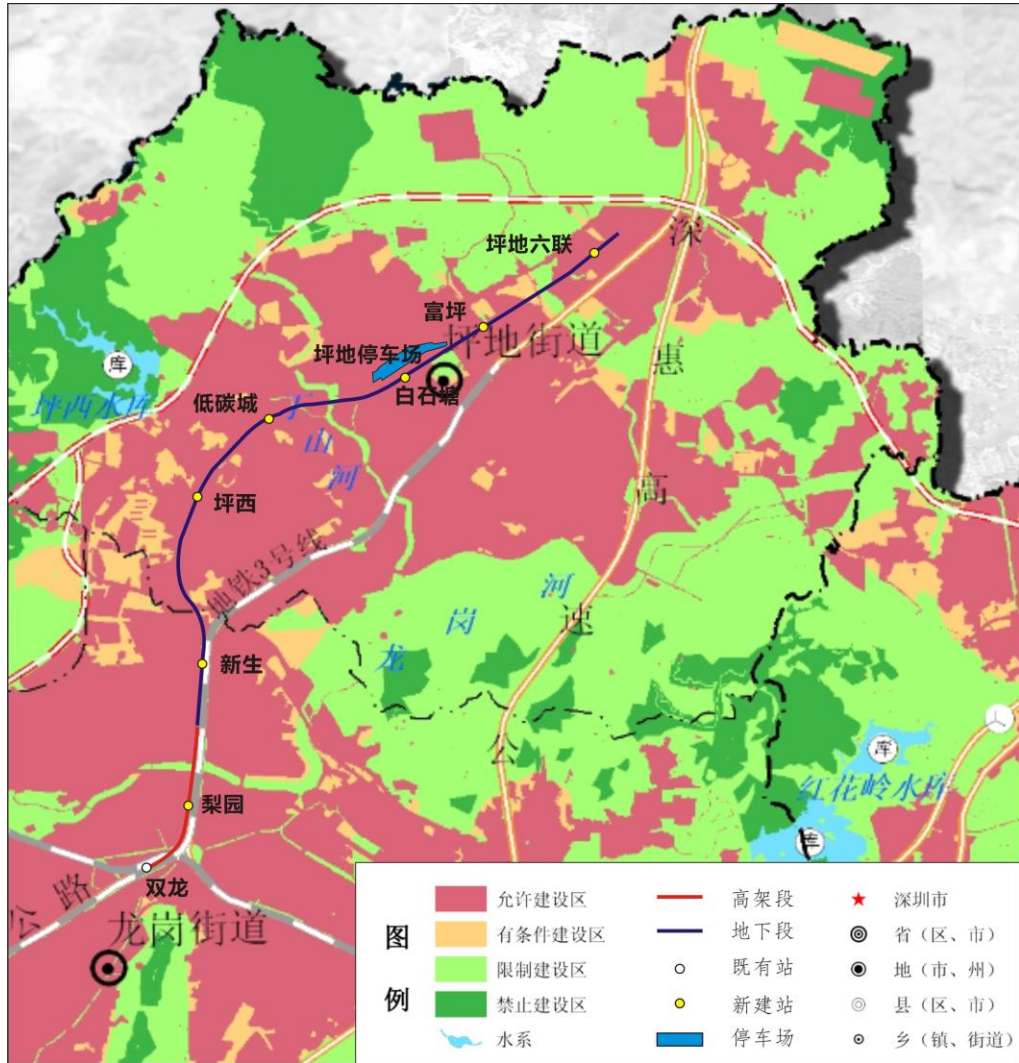 坪地六联
深
富坪
坪地街道
坪地停车场
惠
库
白石塘
坪西水库
低碳城
丁
山
河
高
坪西
地铁3号线
河
速
岗
龙
新生
公
库
红花岭水库
梨园
库
双龙
公路
龙岗街道
图
例
允许建设区
有条件建设区
限制建设区
禁止建设区
水系
高架段
地下段
既有站
新建站
停车场
深圳市
省（区、市）
地（市、州）
县（区、市）
乡（镇、街道）